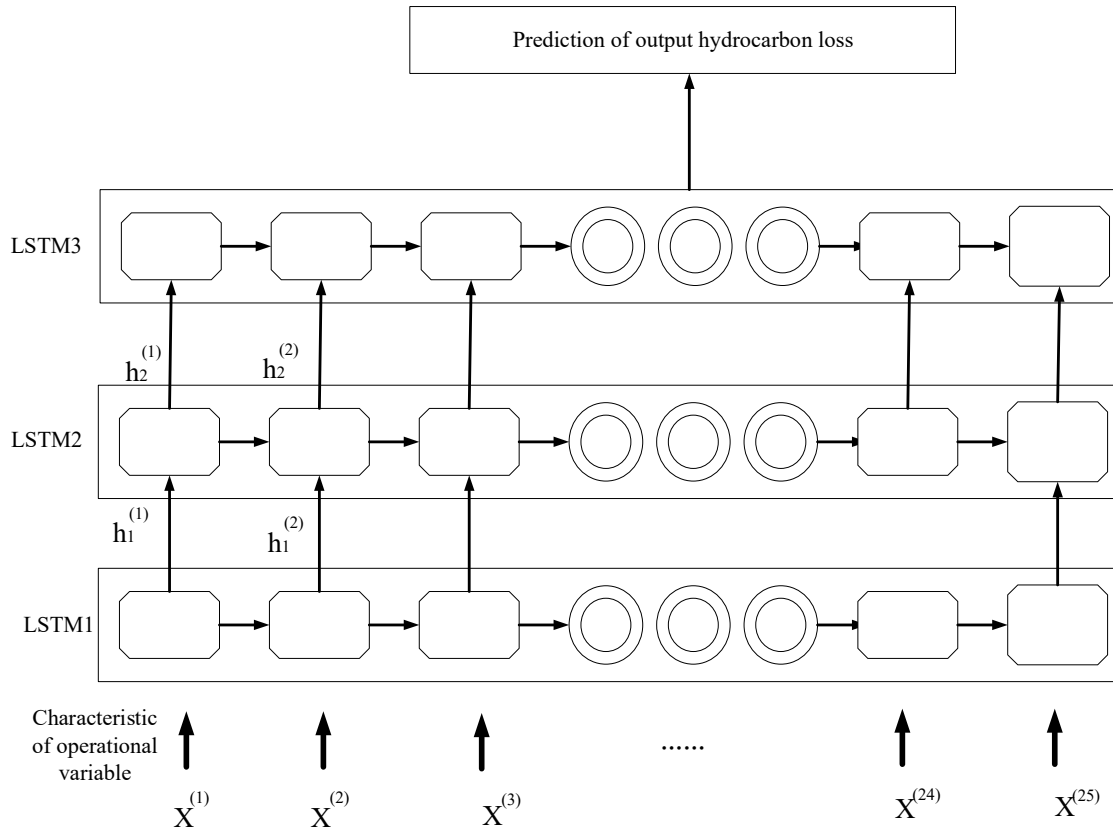 Prediction of output hydrocarbon loss
LSTM3
h₂⁽¹⁾
h₂⁽²⁾
LSTM2
h₁⁽¹⁾
h₁⁽²⁾
LSTM1
Characteristic
of operational
variable
......
X⁽¹⁾
X⁽²⁾
X⁽³⁾
X⁽²⁴⁾
X⁽²⁵⁾